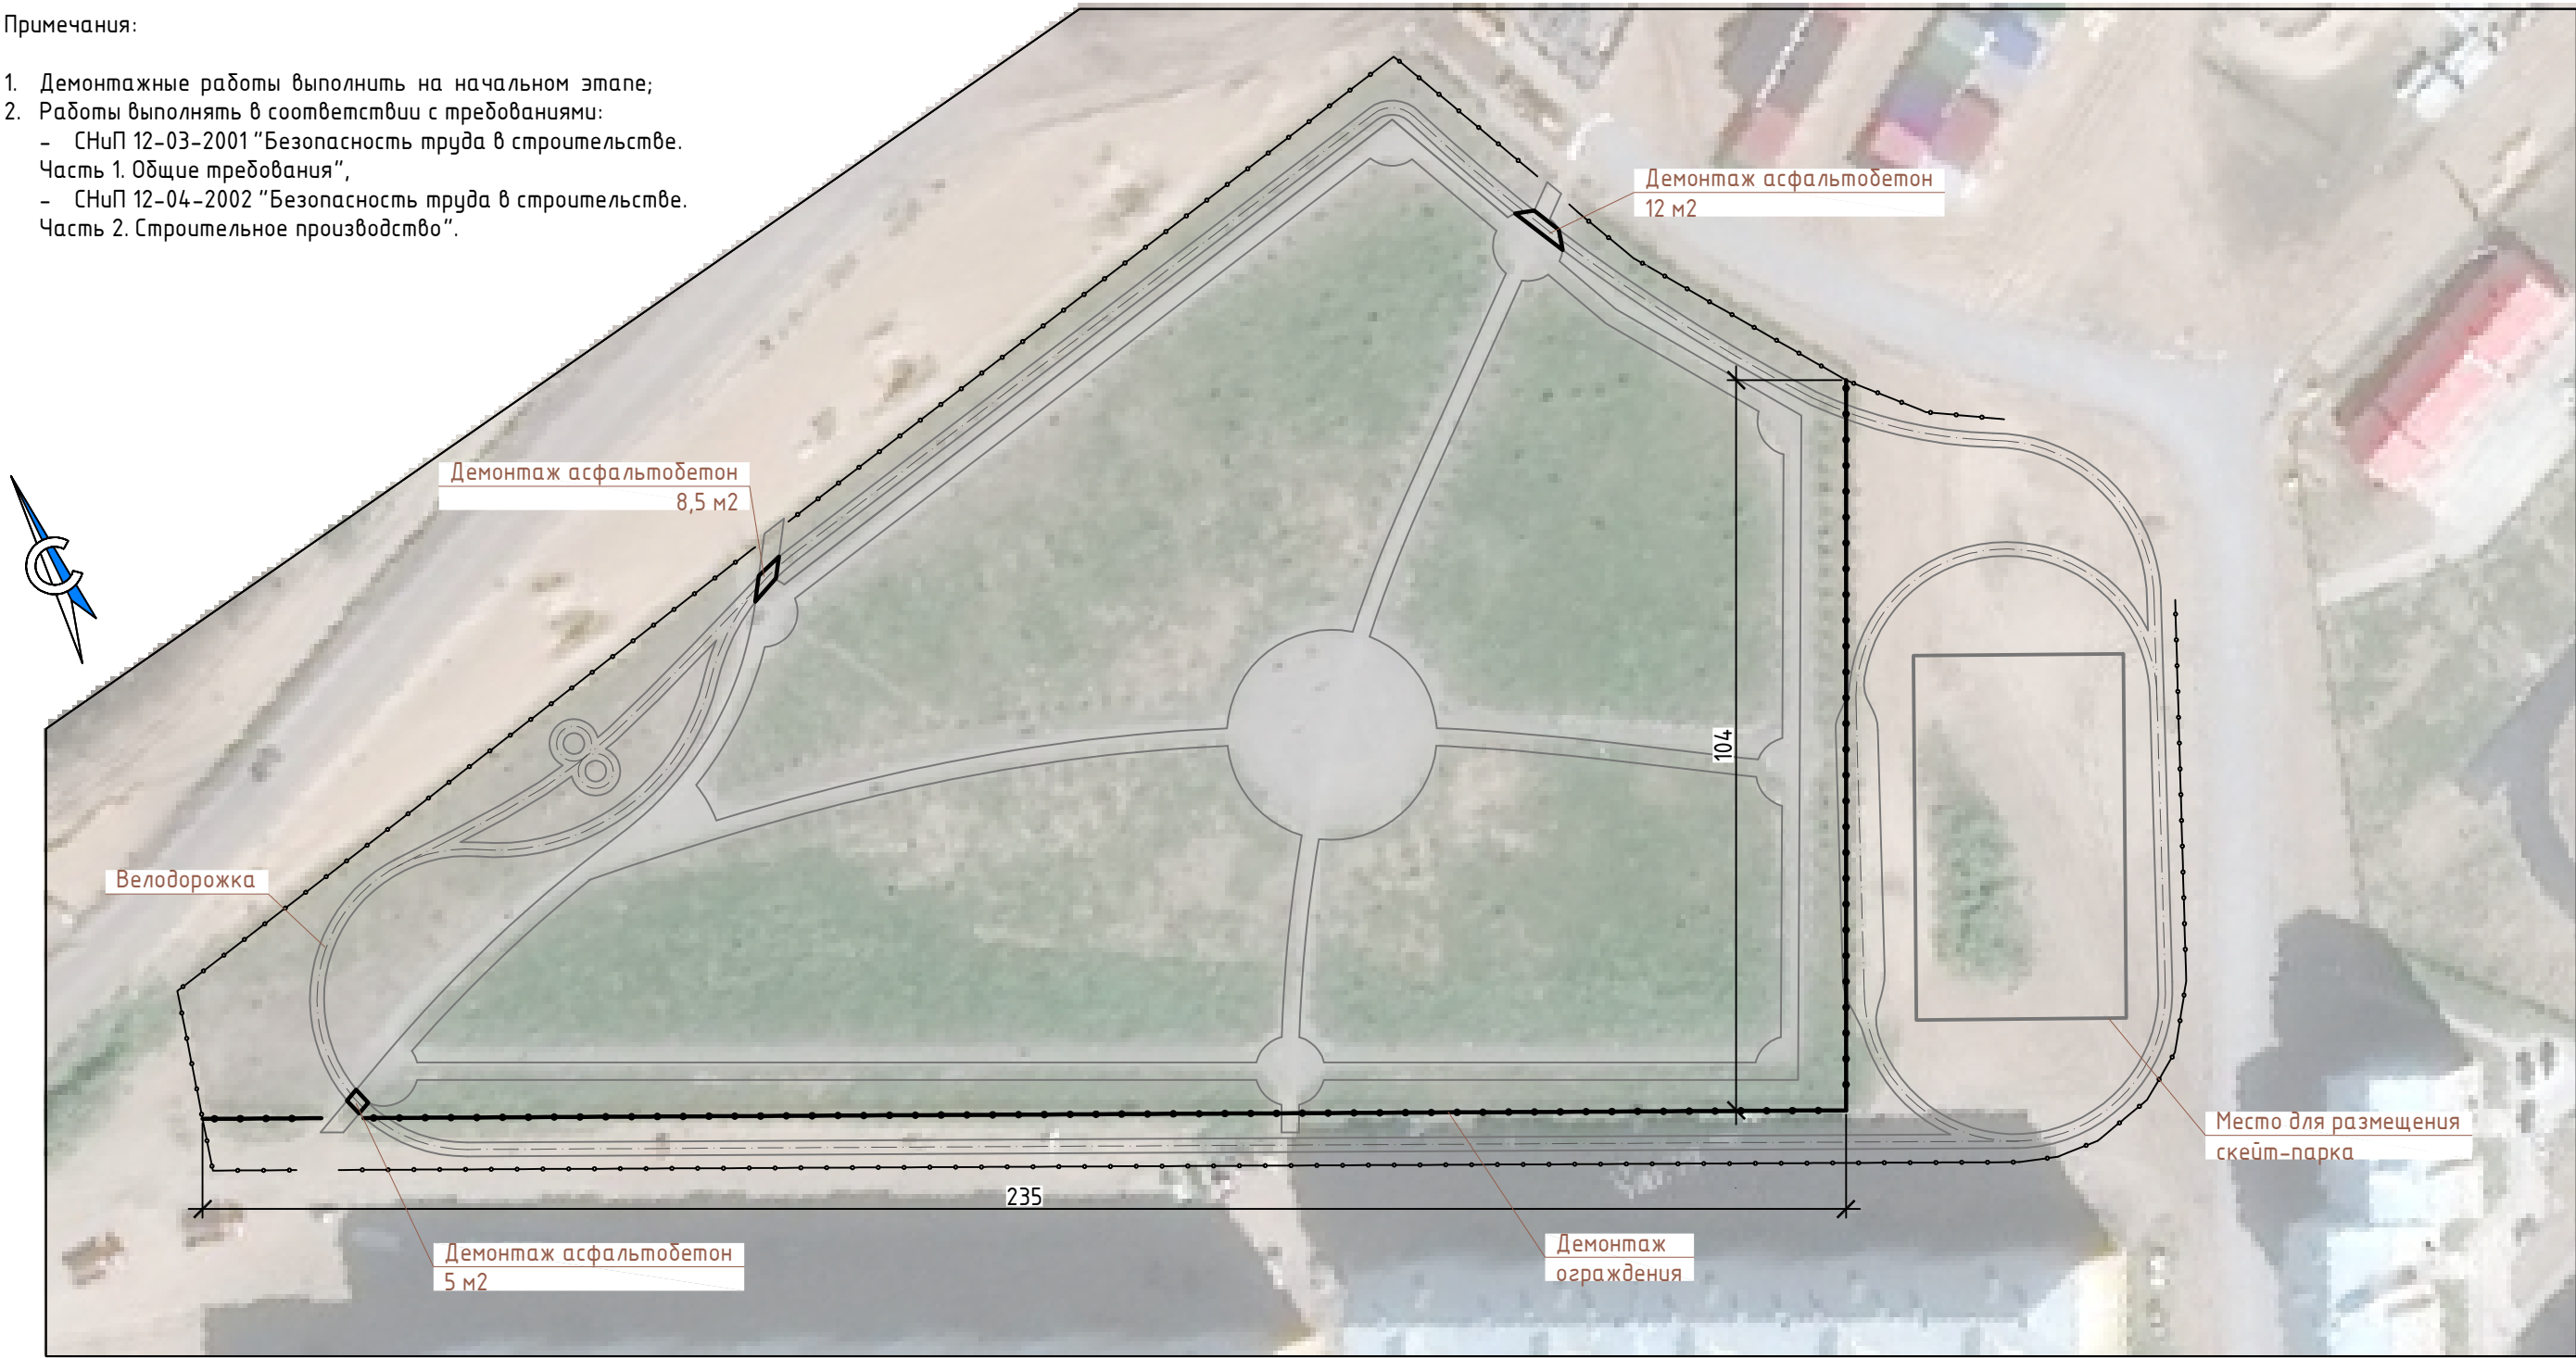 Примечания:
1. Демонтажные работы выполнить на начальном этапе;
2. Работы выполнять в соответствии с требованиями:
- СНиП 12-03-2001 "Безопасность труда в строительстве.
Часть 1. Общие требования",
- СНиП 12-04-2002 "Безопасность труда в строительстве.
Часть 2. Строительное производство".
Демонтаж асфальтобетон
12 м2
Демонтаж асфальтобетон
8,5 м2
С
104
Велодорожка
Место для размещения
скейт-парка
235
Демонтаж
ограждения
Демонтаж асфальтобетон
5 м2